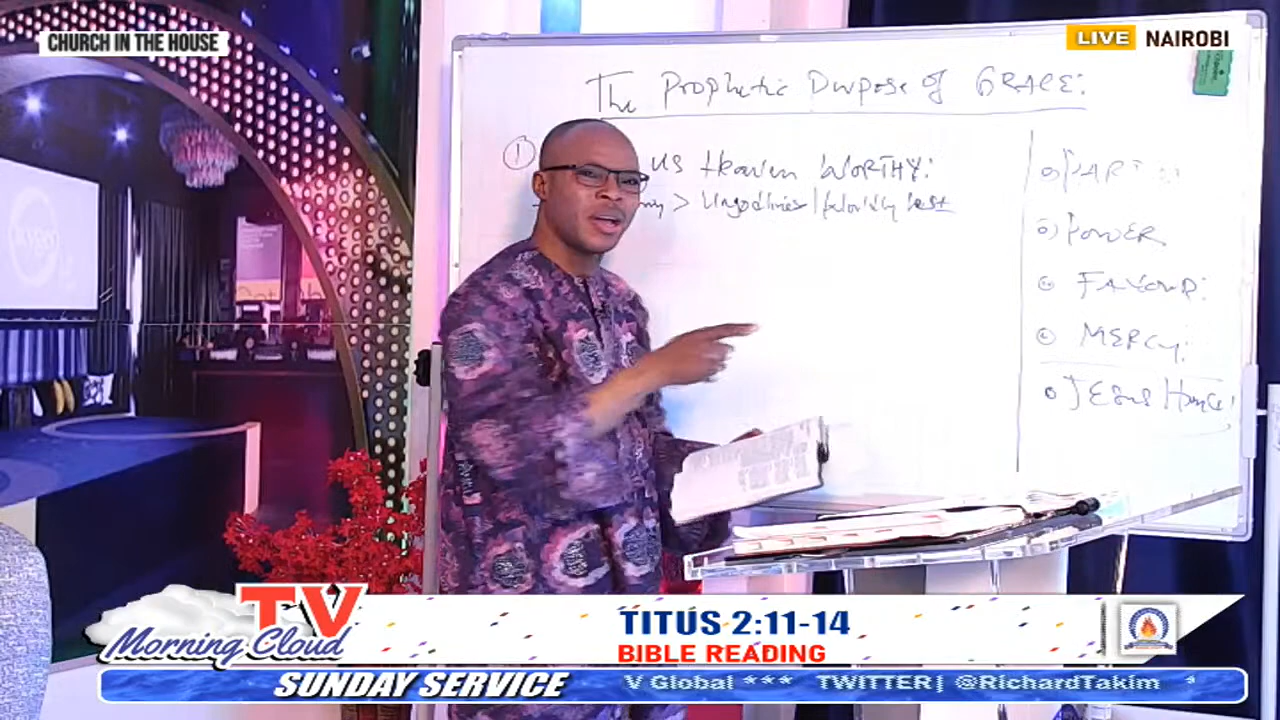 CHURCH IN THE HOUSE
LIVE NAIROBI
The Prophetic Purpose of GRACE:
① US Heaven WORTHY:
> Ungodliness / Worldly lust
POWER
FAVOUR:
MERCY:
JESUS
TV
Morning Cloud
TITUS 2:11-14
BIBLE READING
SUNDAY SERVICE
V Global *** TWITTER| @RichardTakim *